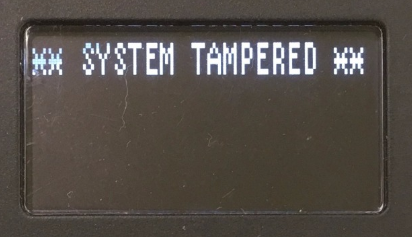 ** SYSTEM TAMPERED **